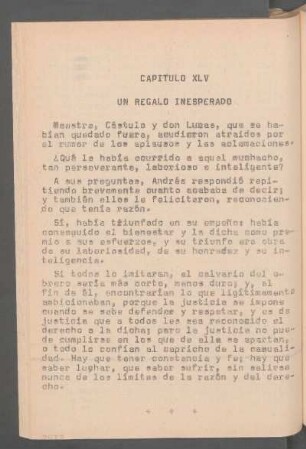 CAPITULO XLV
UN REGALO INESPERADO
Maestro, Cástulo y don Lucas, que se ha-
bian quedado fuera, acudieron atraídos por
el rumor de los aplausos y las aclamaciones.
¿Qué le había ocurrido a aquel muchacho,
tan perseverante, laborioso e inteligente?
A sus preguntas, Andrés respondió repi-
tiendo brevemente cuanto acababa de decir;
y también ellos le felicitaron, reconocien-
do que tenía razón.
Sí, había triunfado en su empeño; había
conseguido el bienestar y la dicha como pre-
mio a sus esfuerzos, y su triunfo era obra
de su laboriosidad, de su honradez y su in-
teligencia.
Si todos lo imitaran, el calvario del o-
brero sería más corto, menos duro; y, al
fin de él, encontrarían lo que ligítimamente
ambicionaban, porque la justicia se impone
cuando se sabe defender y respetar, y es de
justicia que a todos les sea reconocido el
derecho a la dicha; pero la justicia no pue-
de cumplirse en los que de ella se apartan,
o todo lo confían al capricho de la casuali-
dad. Hay que tener constancia y fe; hay que
saber luchar, que saber sufrir, sin salirse
nunca de los límites de la razón y del dere-
cho.
* * *